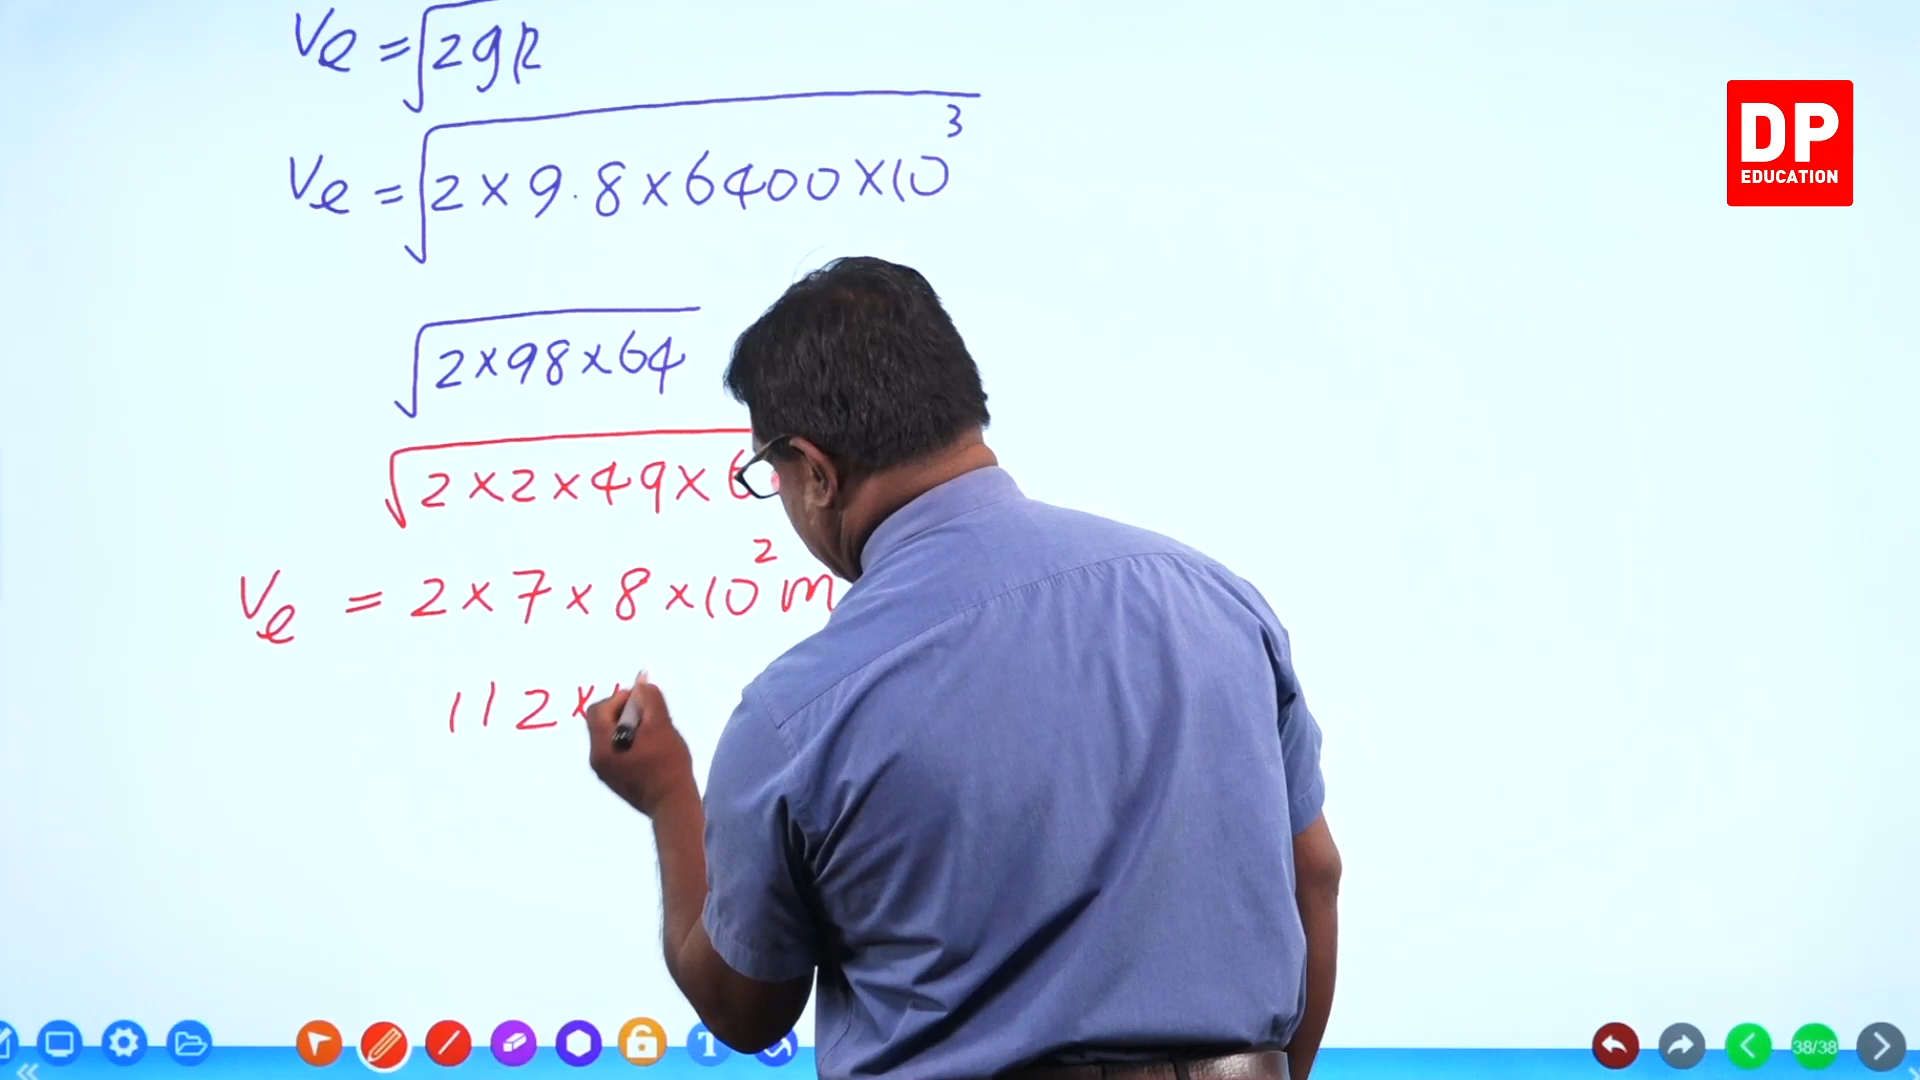 Ve = √2gR
Ve = √2 × 9.8 × 6400 × 10³
√2×98×64
√2×2×49×6
Ve = 2×7×8×10² m
112×
DP
EDUCATION
T
38/38